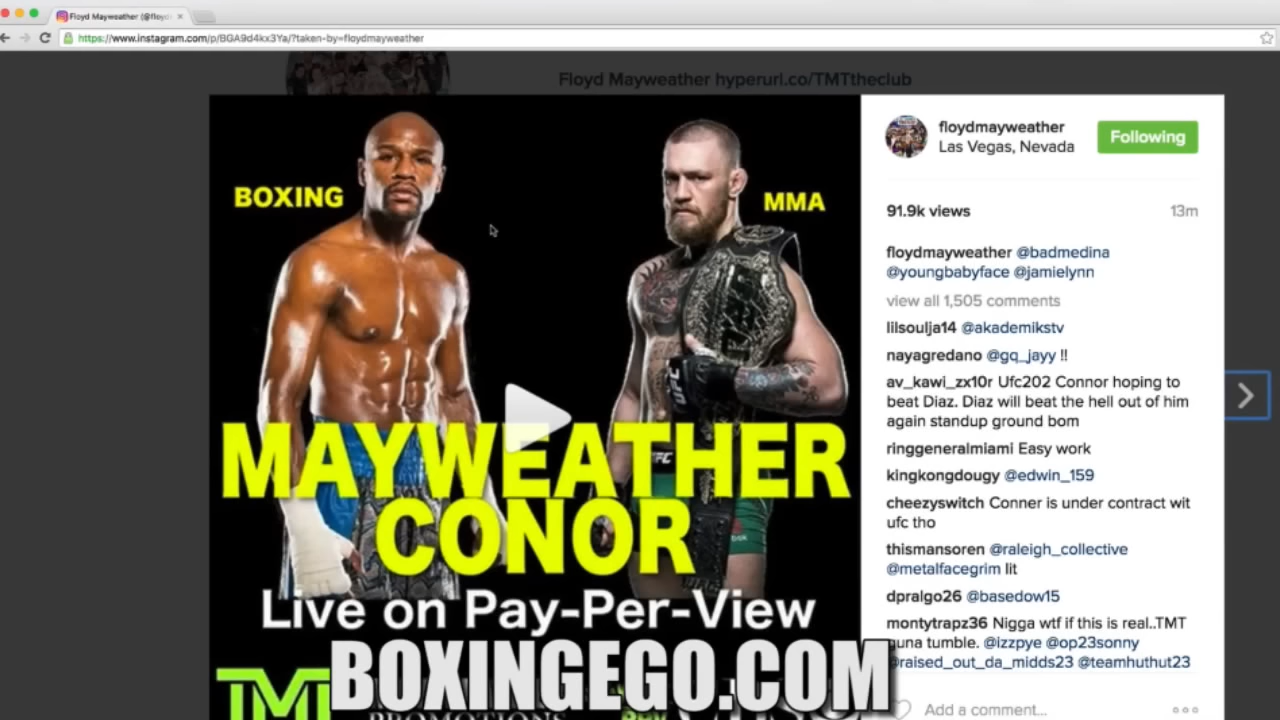 Floyd Mayweather (@floyd
https://www.instagram.com/p/BGA9d4kx3Ya/?taken-by=floydmayweather
Floyd Mayweather hyperurl.co/TMTtheclub
BOXING
MMA
UFC
UFC
MAYWEATHER
CONOR
Live on Pay-Per-View
TMT
PROMOTIONS
BOXINGEGO.COM
floydmayweather
Las Vegas, Nevada
Following
91.9k views
13m
floydmayweather @badmedina
@youngbabyface @jamielynn
view all 1,505 comments
lilsoulja14 @akademikstv
nayagredano @gq_jayy !!
av_kawi_zx10r Ufc202 Connor hoping to
beat Diaz. Diaz will beat the hell out of him
again standup ground bom
ringgeneralmiami Easy work
kingkongdougy @edwin_159
cheezyswitch Conner is under contract wit
ufc tho
thismansoren @raleigh_collective
@metalfacegrim lit
dpralgo26 @basedow15
montytrapz36 Nigga wtf if this is real..TMT
guna tumble. @izzpye @op23sonny
@raised_out_da_midds23 @teamhuthut23
Add a comment...